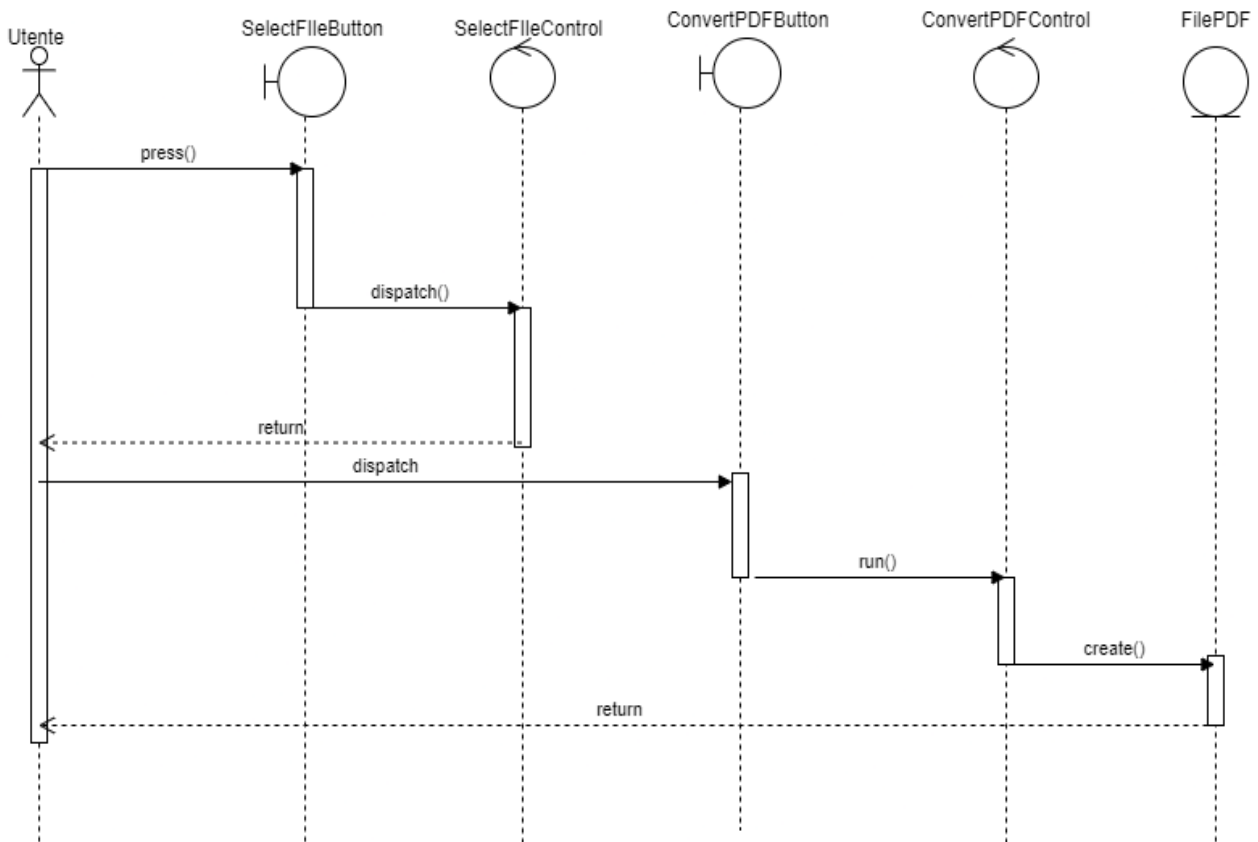 Utente
SelectFIleButton
SelectFIleControl
ConvertPDFButton
ConvertPDFControl
FilePDF
press()
dispatch()
return
dispatch
run()
create()
return